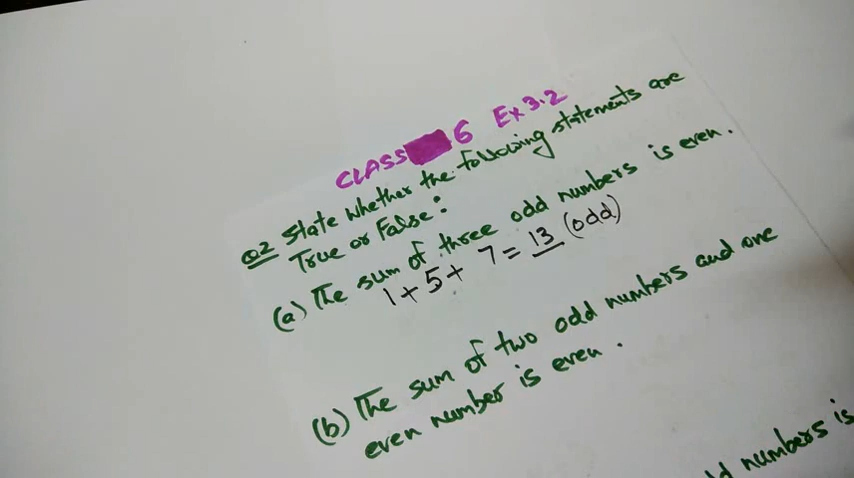 CLASS 6 Ex 3.2
Q2 State whether the following statements are
True or False:
(a) The sum of three odd numbers is even.
1+5+ 7= 13 (odd)
(b) The sum of two odd numbers and one
even number is even.
numbers is